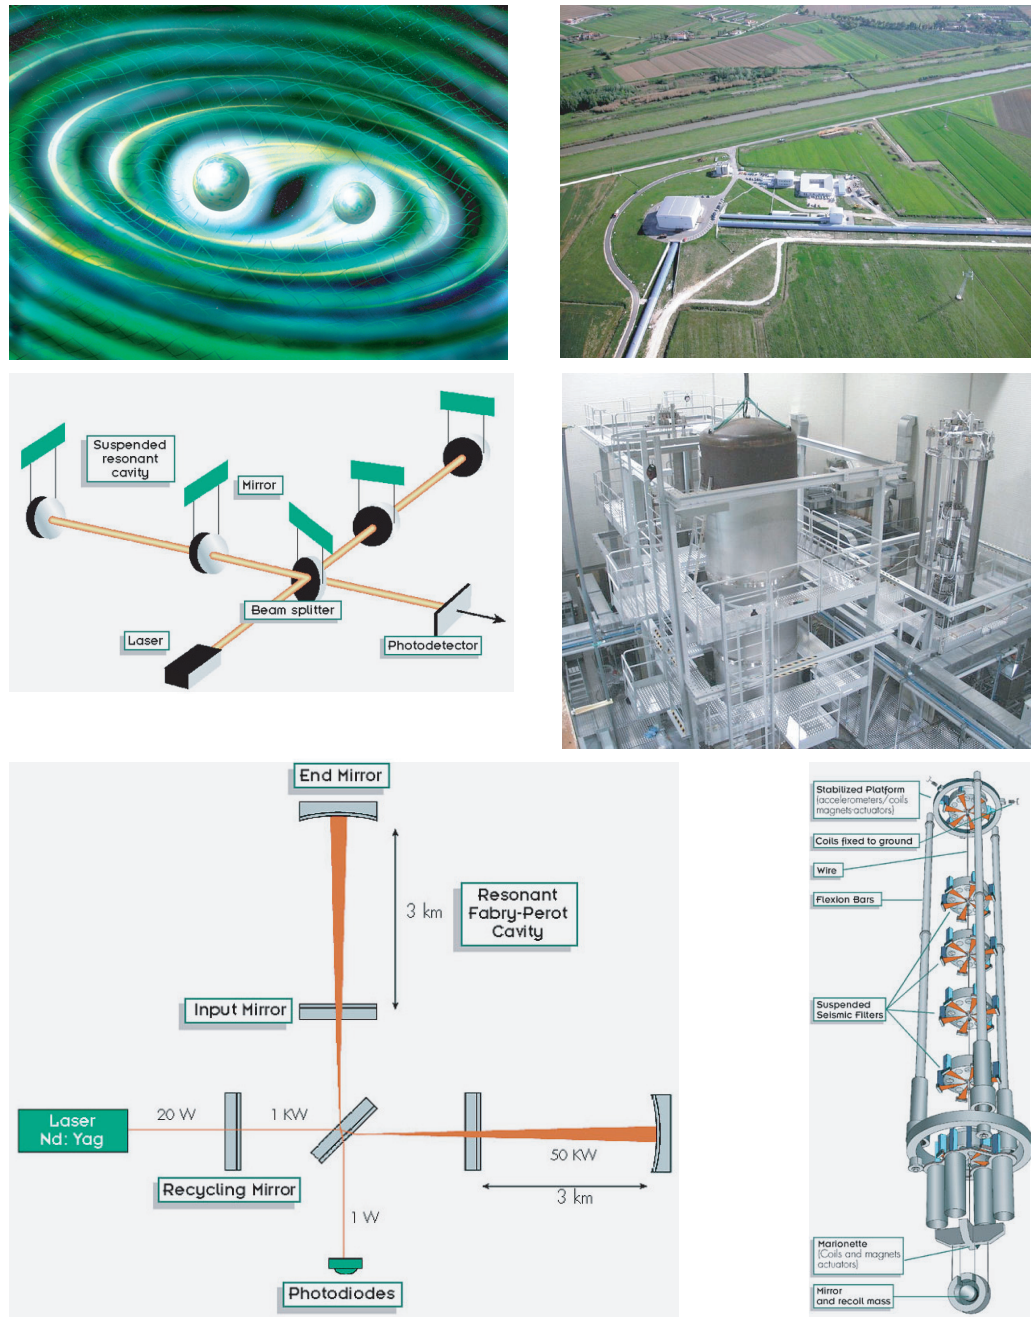 Suspended
resonant
cavity
Mirror
Beam splitter
Laser
Photodetector
End Mirror
3 km
Resonant
Fabry-Perot
Cavity
Input Mirror
Laser
Nd: Yag
20 W
1 KW
50 KW
Recycling Mirror
3 km
1 W
Photodiodes
Stabilized Platform
(accelerometers/coils
magnets-actuators)
Coils fixed to ground
Wire
Flexion Bars
Suspended
Seismic Filters
Marionette
(Coils and magnets
actuators)
Mirror
and recoil mass